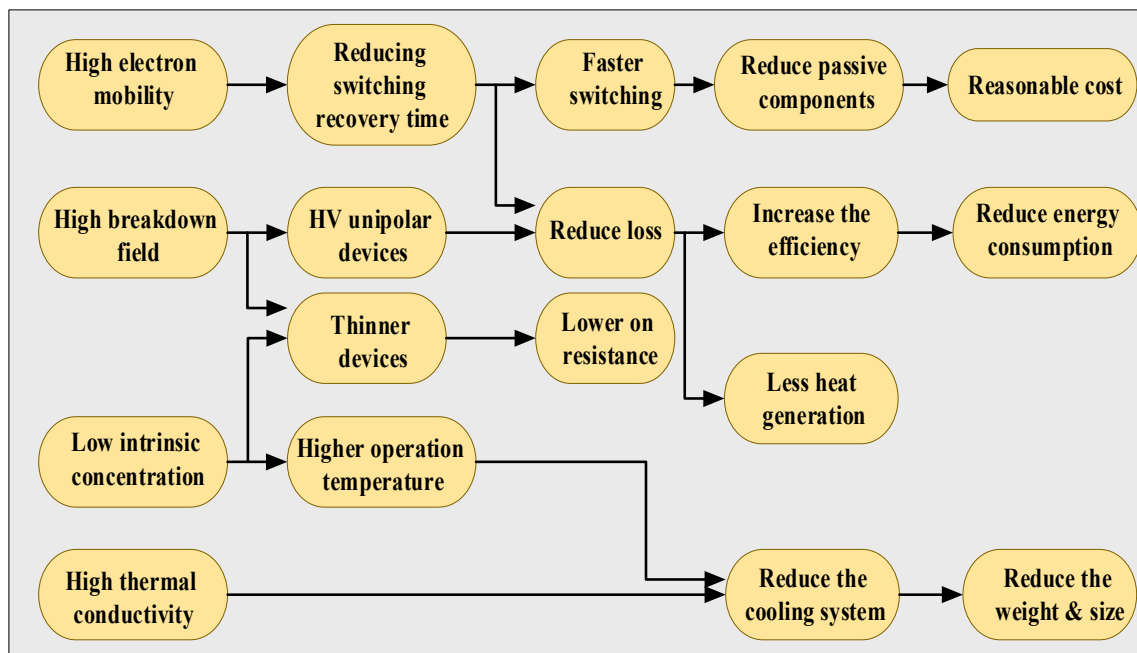 High electron
mobility
Reducing
switching
recovery time
Faster
switching
Reduce passive
components
Reasonable cost
High breakdown
field
HV unipolar
devices
Reduce loss
Increase the
efficiency
Reduce energy
consumption
Thinner
devices
Lower on
resistance
Less heat
generation
Low intrinsic
concentration
Higher operation
temperature
High thermal
conductivity
Reduce the
cooling system
Reduce the
weight & size